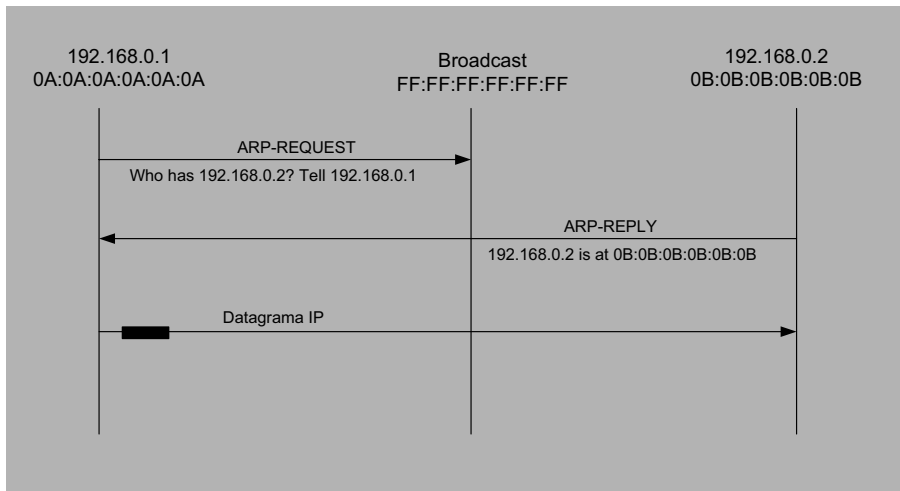 192.168.0.1
0A:0A:0A:0A:0A:0A
Broadcast
FF:FF:FF:FF:FF:FF
192.168.0.2
0B:0B:0B:0B:0B:0B
ARP-REQUEST
Who has 192.168.0.2? Tell 192.168.0.1
ARP-REPLY
192.168.0.2 is at 0B:0B:0B:0B:0B:0B
Datagrama IP